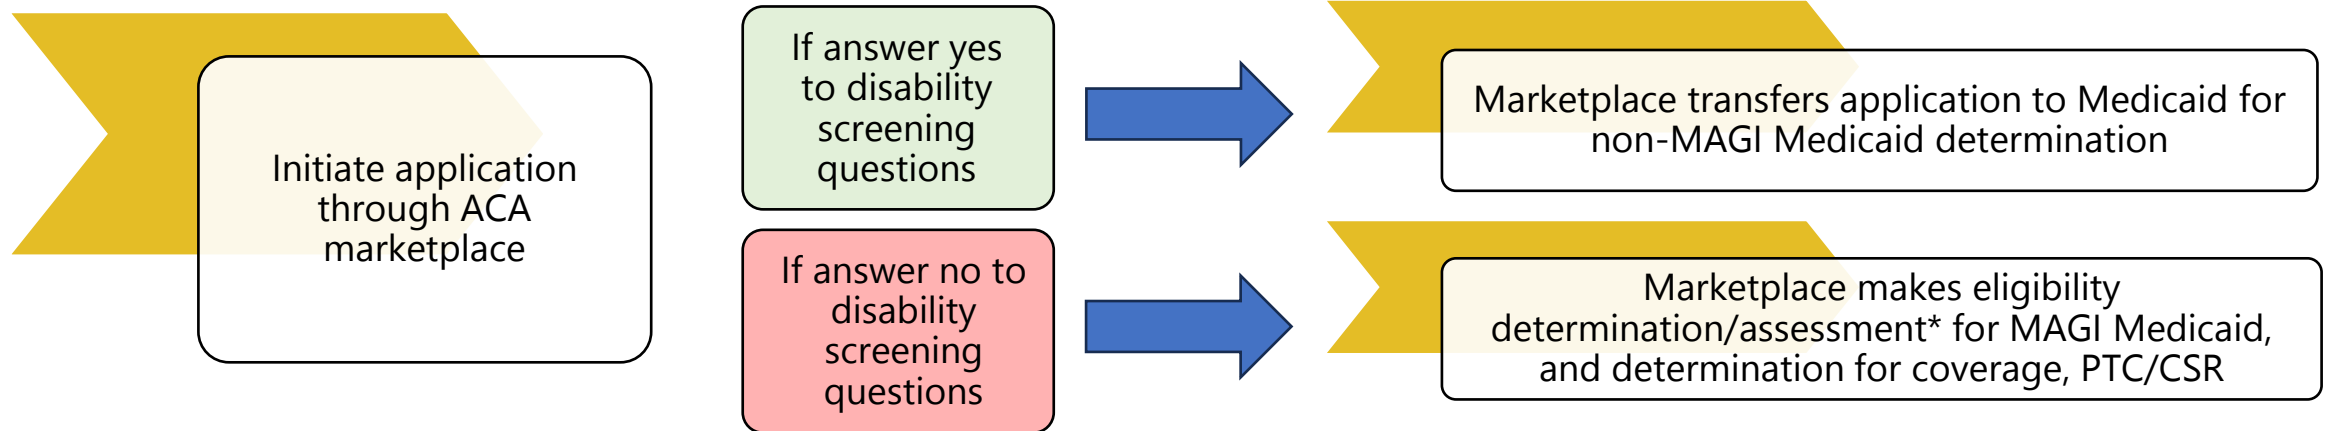 Initiate application
through ACA
marketplace
If answer yes
to disability
screening
questions
Marketplace transfers application to Medicaid for
non-MAGI Medicaid determination
If answer no to
disability
screening
questions
Marketplace makes eligibility
determination/assessment* for MAGI Medicaid,
and determination for coverage, PTC/CSR